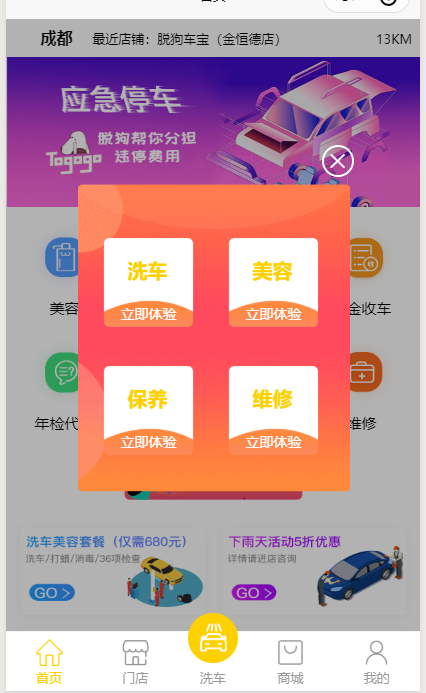 成都 最近店铺：脱狗车宝（金恒德店） 13KM
应急停车
脱狗帮你分担
Togogo 违停费用
洗车 美容
立即体验 立即体验
美容 金收车
保养 维修
立即体验 立即体验
年检代 维修
洗车美容套餐（仅需680元） 下雨天活动5折优惠
洗车/打蜡/消毒/36项检查 详情请进店咨询
GO > GO >
首页 门店 洗车 商城 我的